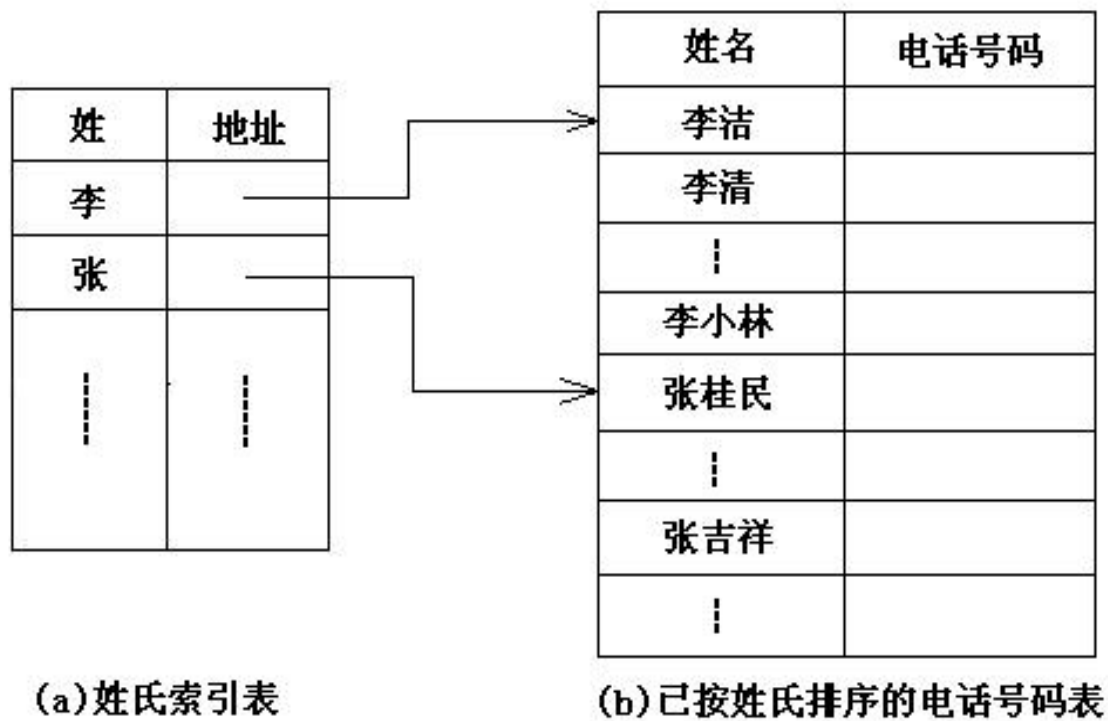 姓 地址
李
张
(a)姓氏索引表
姓名 电话号码
李洁
李清
李小林
张桂民
张吉祥
(b)已按姓氏排序的电话号码表